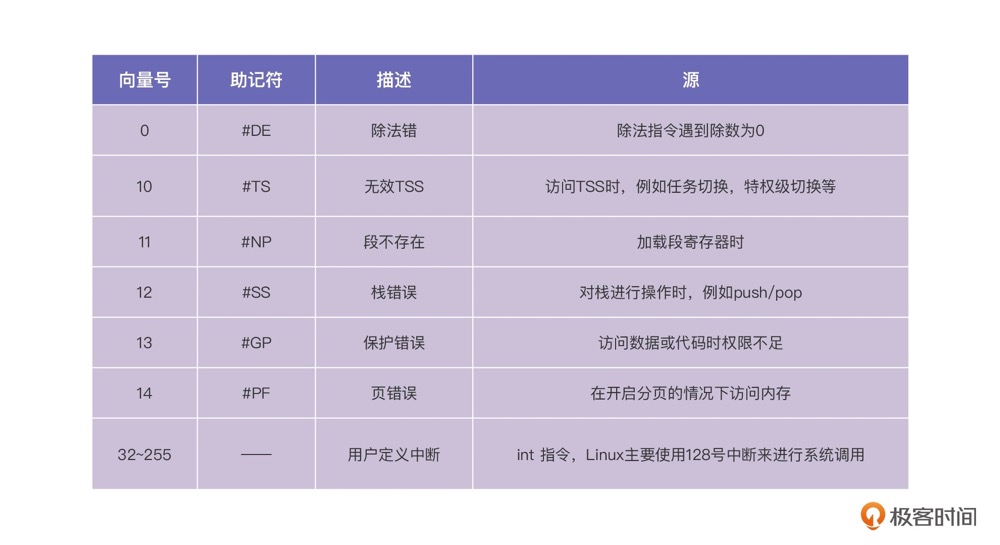 向量号 助记符 描述 源
0 #DE 除法错 除法指令遇到除数为0
10 #TS 无效TSS 访问TSS时，例如任务切换，特权级切换等
11 #NP 段不存在 加载段寄存器时
12 #SS 栈错误 对栈进行操作时，例如push/pop
13 #GP 保护错误 访问数据或代码时权限不足
14 #PF 页错误 在开启分页的情况下访问内存
32~255 —— 用户定义中断 int 指令，Linux主要使用128号中断来进行系统调用
极客时间